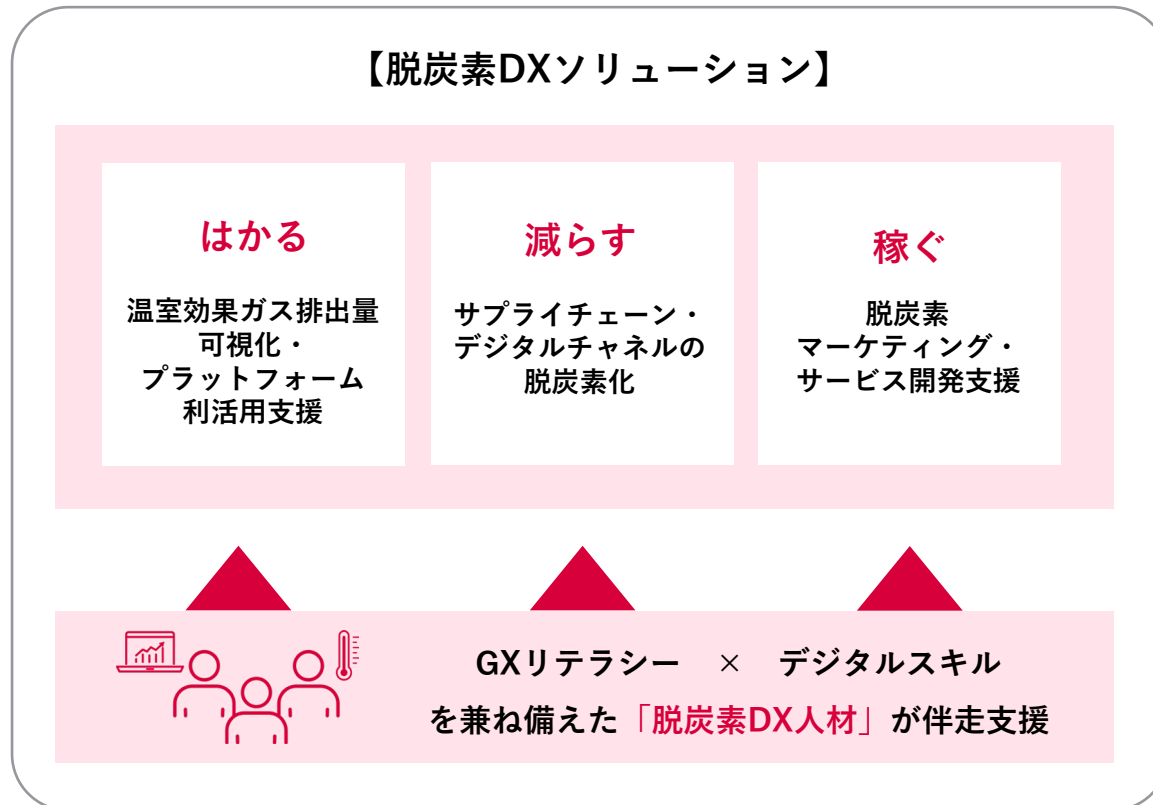 【脱炭素DXソリューション】
はかる
温室効果ガス排出量
可視化・
プラットフォーム
利活用支援
減らす
サプライチェーン・
デジタルチャネルの
脱炭素化
稼ぐ
脱炭素
マーケティング・
サービス開発支援
GXリテラシー　×　デジタルスキル
を兼ね備えた「脱炭素DX人材」が伴走支援